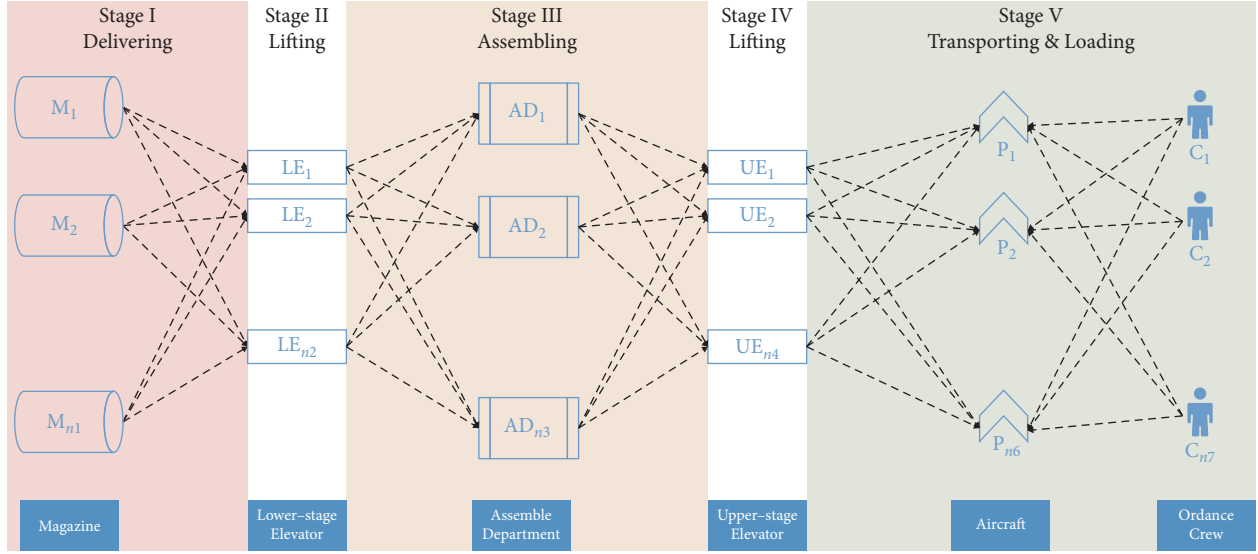 Stage I
Delivering
Stage II
Lifting
Stage III
Assembling
Stage IV
Lifting
Stage V
Transporting & Loading
M1
M2
Mn1
LE1
LE2
LEn2
AD1
AD2
ADn3
UE1
UE2
UEn4
P1
P2
Pn6
C1
C2
Cn7
Magazine
Lower–stage
Elevator
Assemble
Department
Upper–stage
Elevator
Aircraft
Ordance
Crew